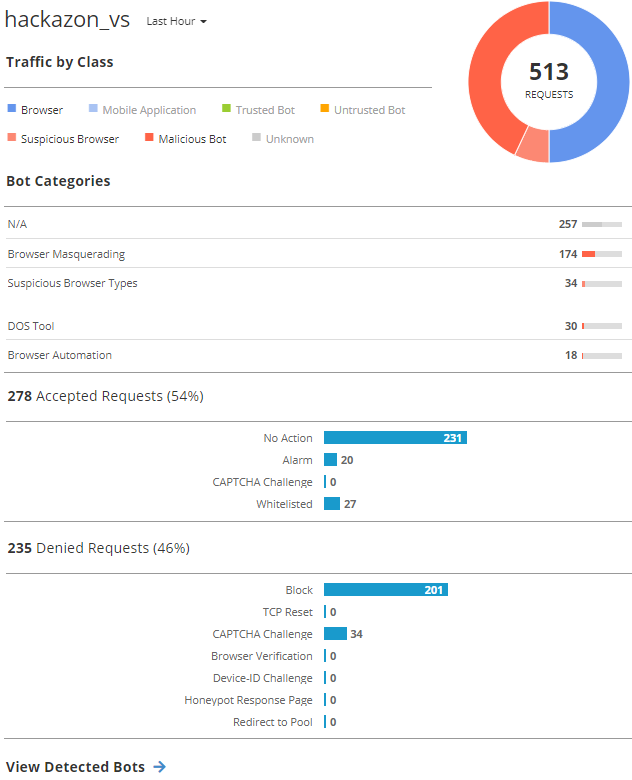 hackazon_vs Last Hour
513
REQUESTS
Traffic by Class
Browser Mobile Application Trusted Bot Untrusted Bot
Suspicious Browser Malicious Bot Unknown
Bot Categories
N/A 257
Browser Masquerading 174
Suspicious Browser Types 34
DOS Tool 30
Browser Automation 18
278 Accepted Requests (54%)
No Action 231
Alarm 20
CAPTCHA Challenge 0
Whitelisted 27
235 Denied Requests (46%)
Block 201
TCP Reset 0
CAPTCHA Challenge 34
Browser Verification 0
Device-ID Challenge 0
Honeypot Response Page 0
Redirect to Pool 0
View Detected Bots